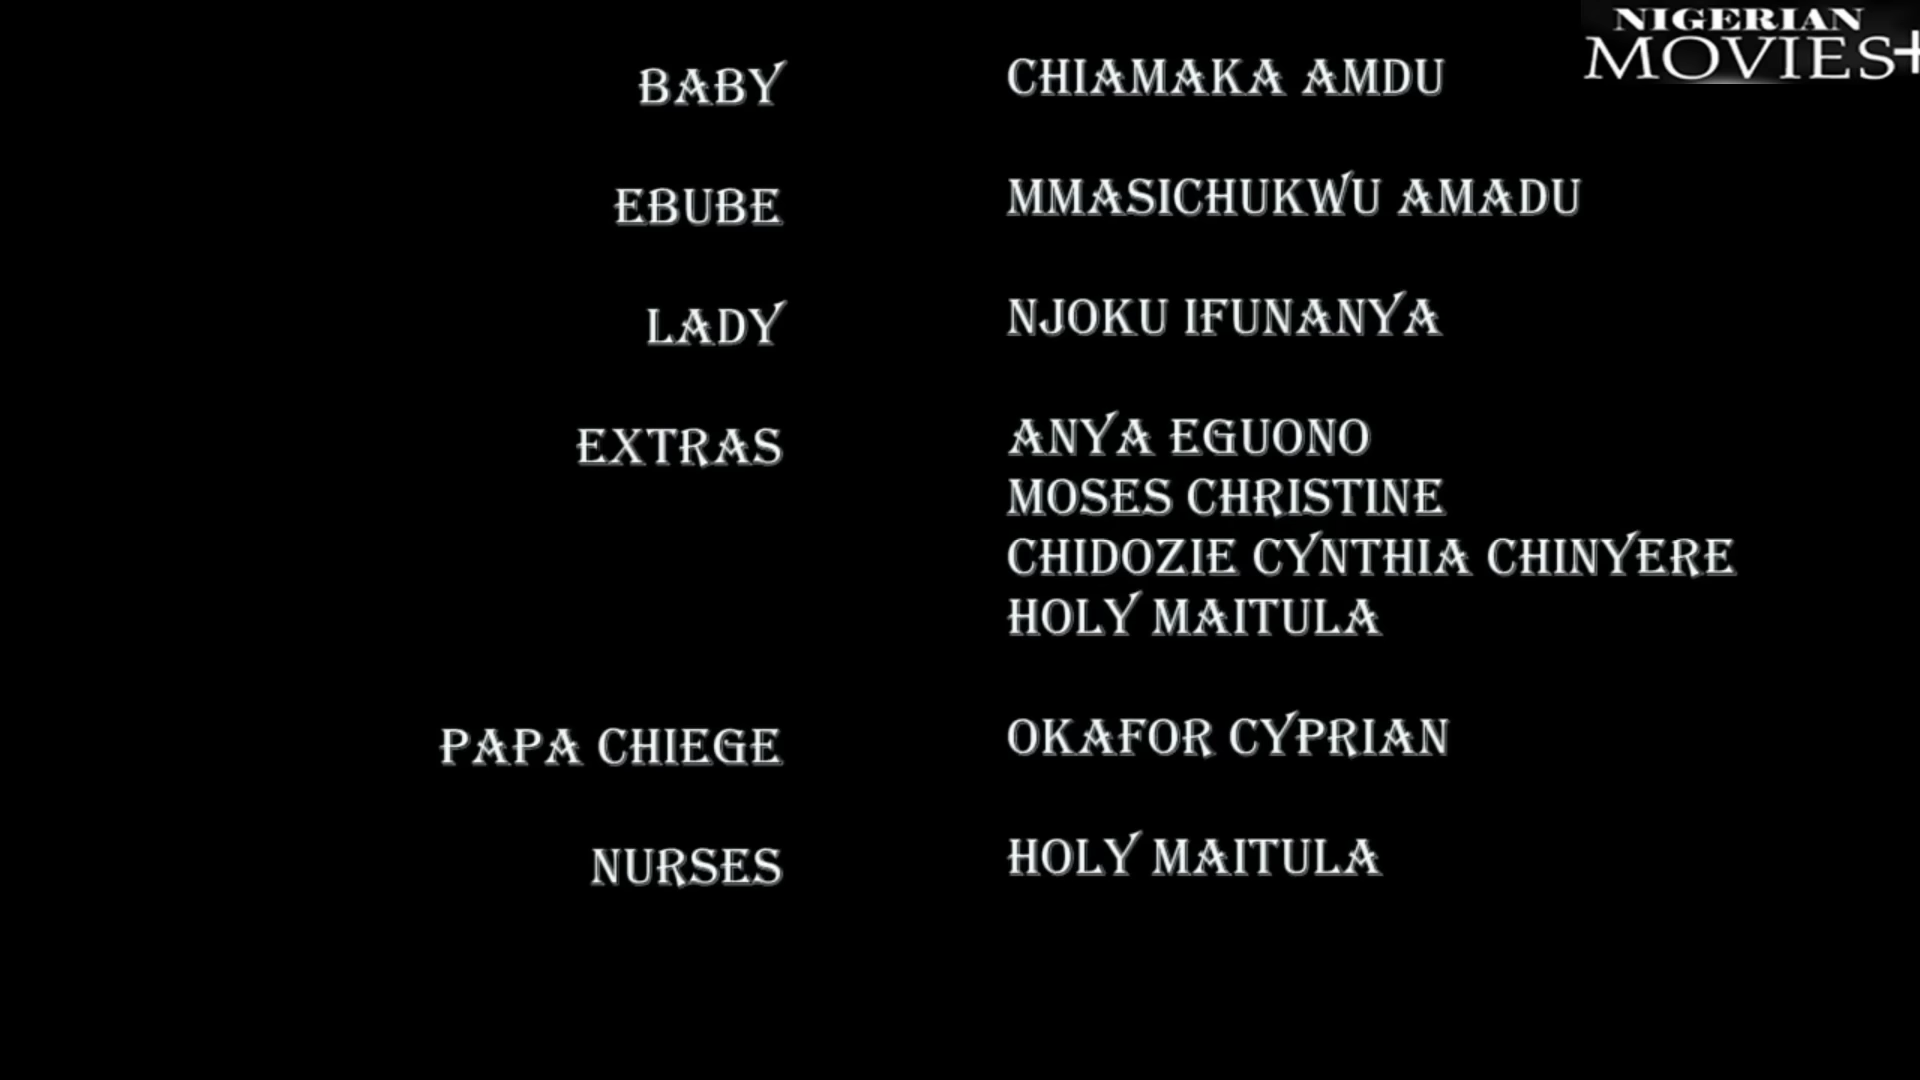 NIGERIAN
MOVIES+
BABY CHIAMAKA AMDU
EBUBE MMASICHUKWU AMADU
LADY NJOKU IFUNANYA
EXTRAS ANYA EGUONO
MOSES CHRISTINE
CHIDOZIE CYNTHIA CHINYERE
HOLY MAITULA
PAPA CHIEGE OKAFOR CYPRIAN
NURSES HOLY MAITULA